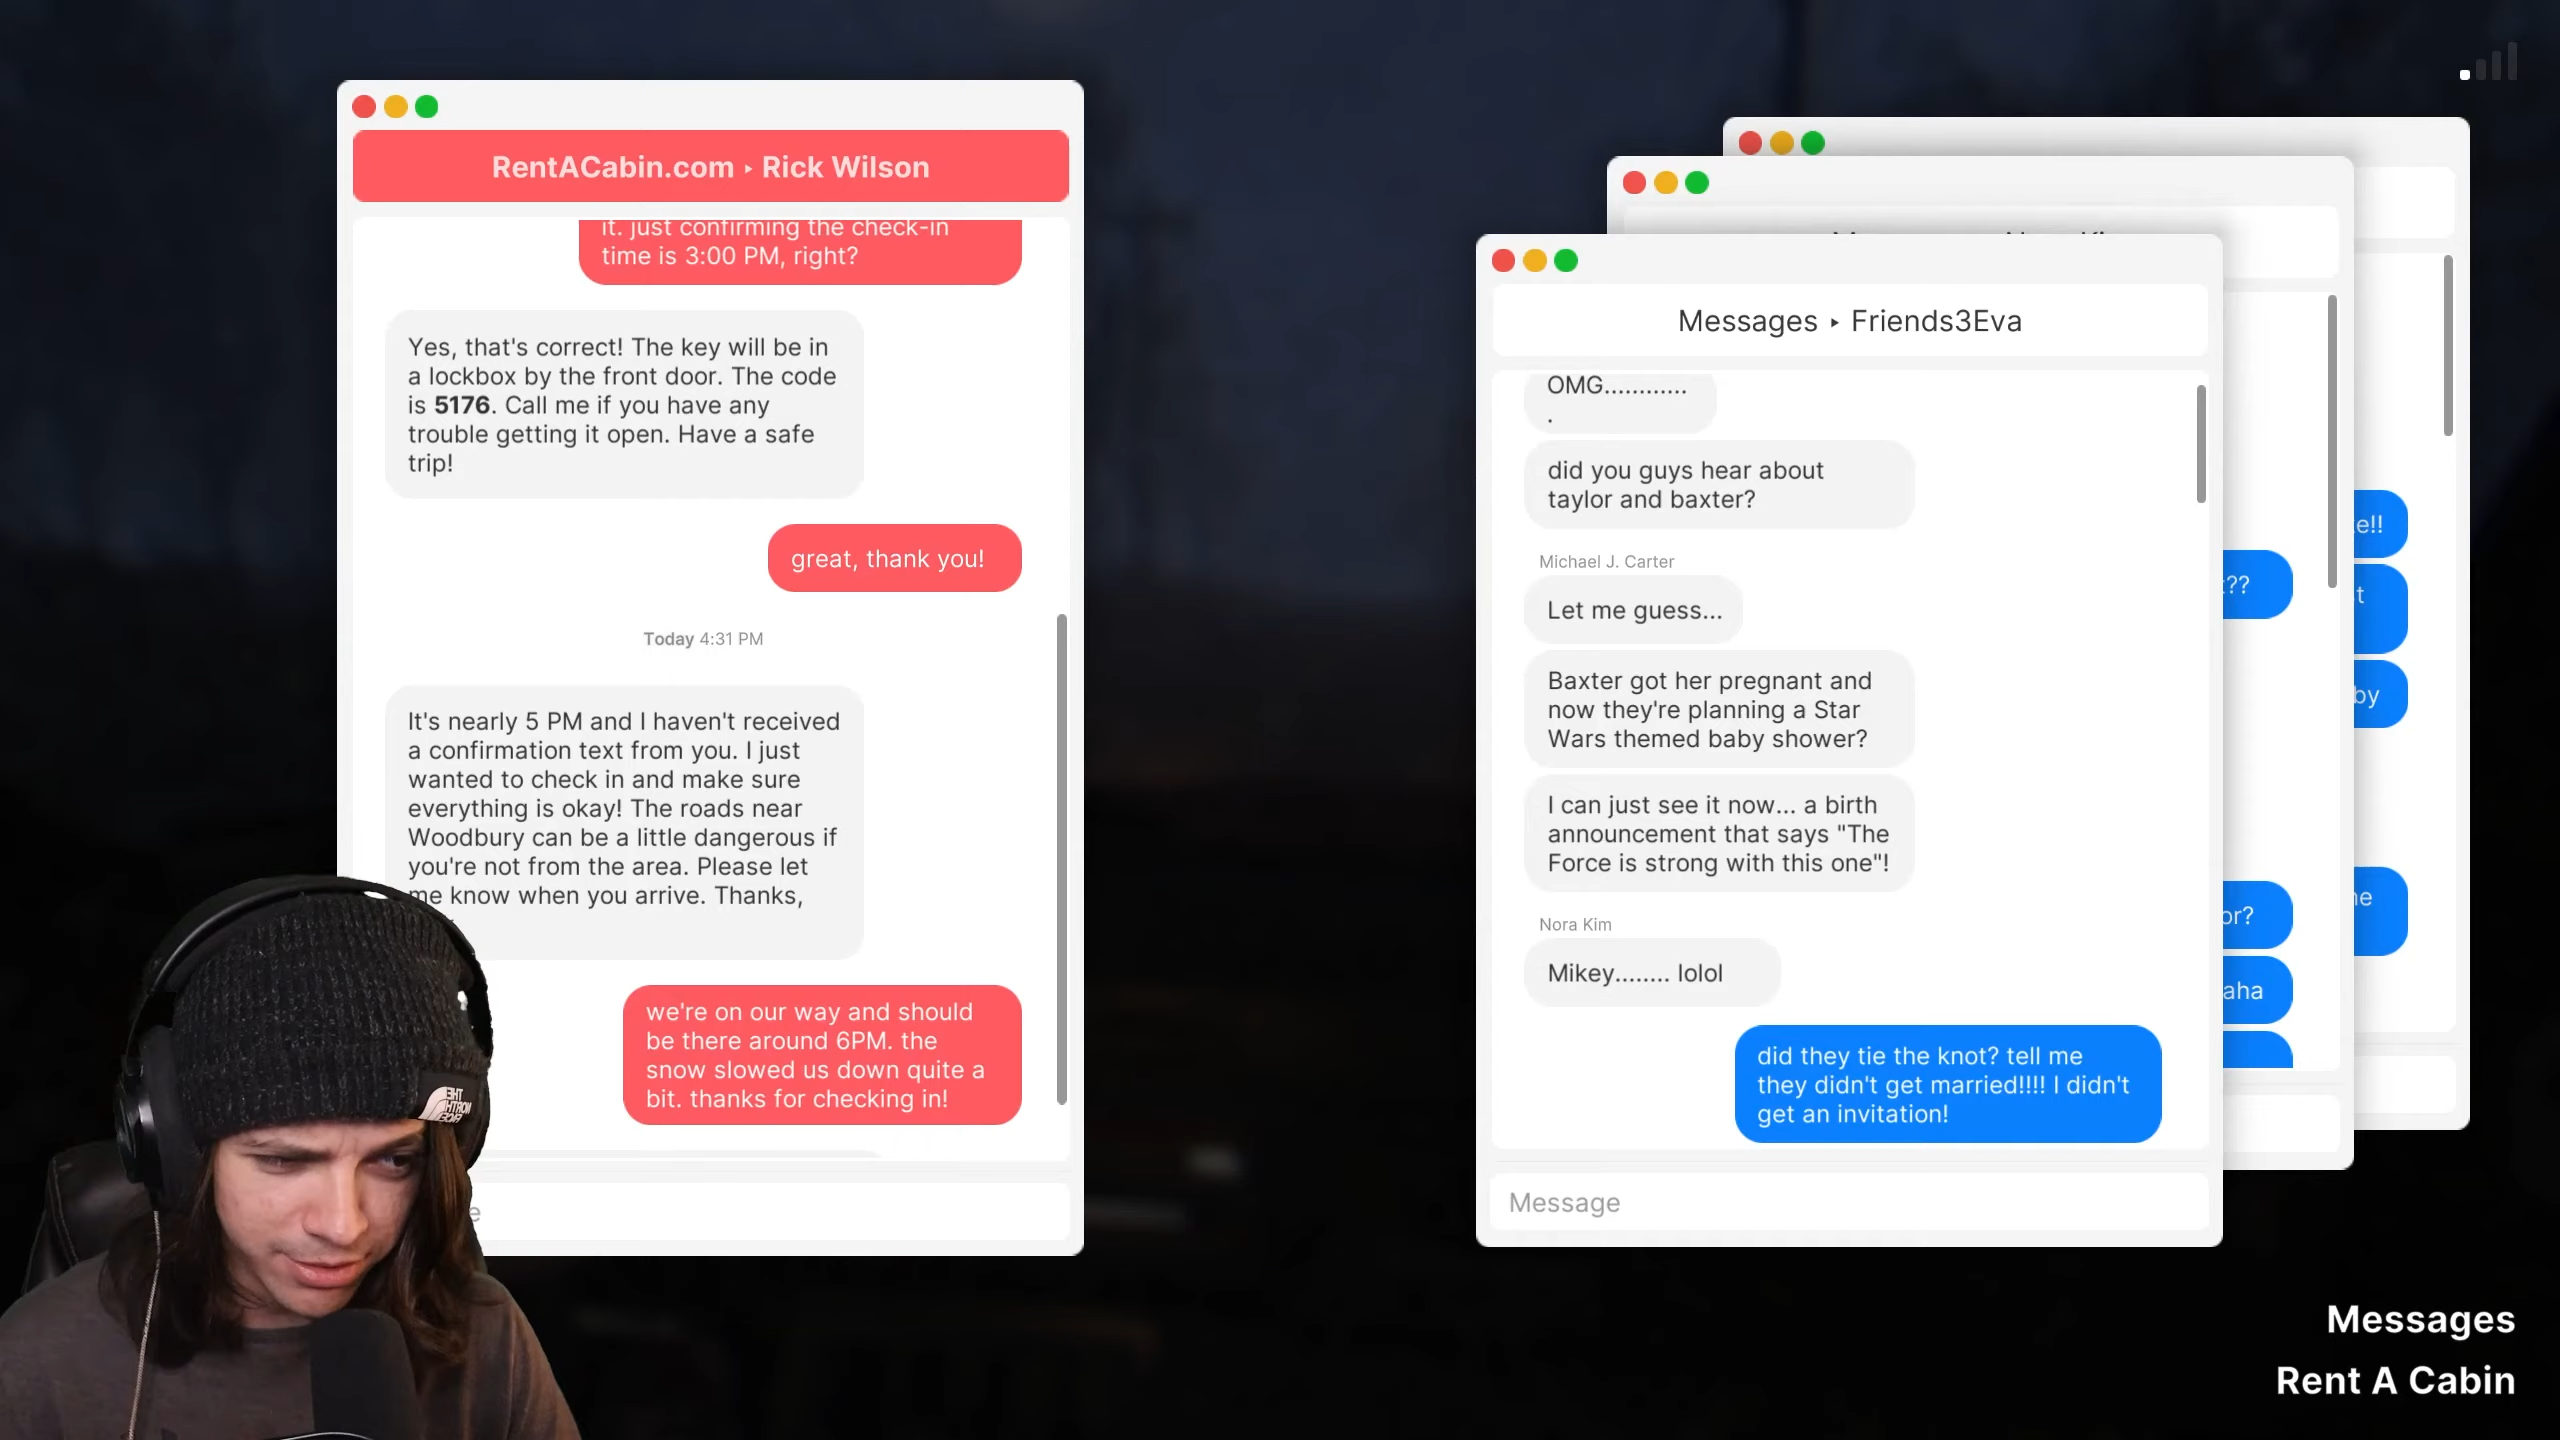 RentACabin.com ‣ Rick Wilson
it. just confirming the check-in
time is 3:00 PM, right?
Yes, that's correct! The key will be in
a lockbox by the front door. The code
is 5176. Call me if you have any
trouble getting it open. Have a safe
trip!
great, thank you!
Today 4:31 PM
It's nearly 5 PM and I haven't received
a confirmation text from you. I just
wanted to check in and make sure
everything is okay! The roads near
Woodbury can be a little dangerous if
you're not from the area. Please let
me know when you arrive. Thanks,
we're on our way and should
be there around 6PM. the
snow slowed us down quite a
bit. thanks for checking in!
Messages ‣ Friends3Eva
OMG............
.
did you guys hear about
taylor and baxter?
Michael J. Carter
Let me guess...
Baxter got her pregnant and
now they're planning a Star
Wars themed baby shower?
I can just see it now... a birth
announcement that says "The
Force is strong with this one"!
Nora Kim
Mikey........ lolol
did they tie the knot? tell me
they didn't get married!!!! I didn't
get an invitation!
Message
??
or?
aha
e!!
t
by
Messages
Rent A Cabin
THE
NORTH
FACE